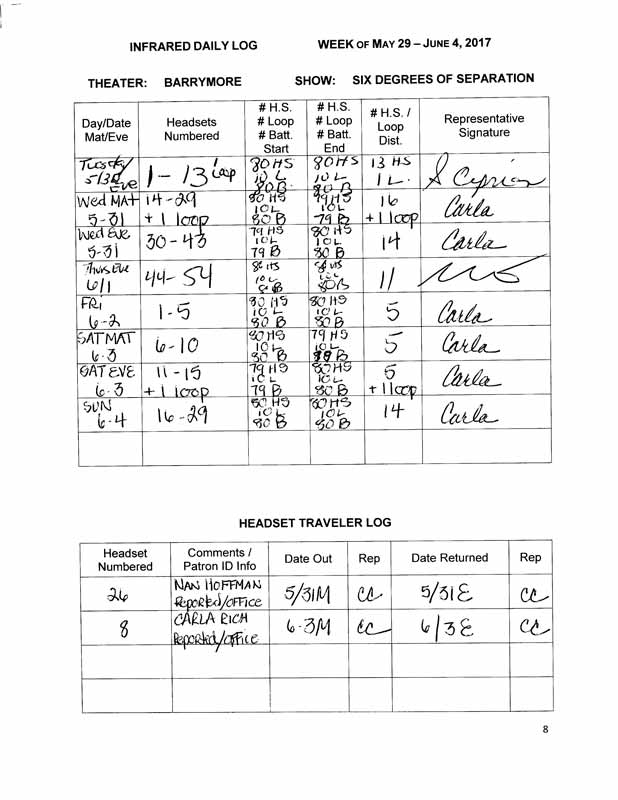 INFRARED DAILY LOG WEEK OF MAY 29 – JUNE 4, 2017
THEATER: BARRYMORE SHOW: SIX DEGREES OF SEPARATION
Day/Date Mat/Eve Headsets Numbered # H.S. # Loop # Batt. Start # H.S. # Loop # Batt. End # H.S. / Loop Dist. Representative Signature
Tuesday 5/30 Eve 1 - 13 1 loop 80 HS 10 L 80 B 80 HS 10 L 80 B 13 HS 1 L. S Cyprian
Wed MAT 5-31 14-29 + 1 loop 80 HS 10 L 80 B 79 HS 10 L 79 B 16 + 1 loop Carla
Wed Eve 5-31 30-43 79 HS 10 L 79 B 80 HS 10 L 80 B 14 Carla
Thurs Eve 6/1 44-54 80 HS 10 L 80 B 80 HS 10 L 80 B 11
FRI 6-2 1-5 80 HS 10 L 80 B 80 HS 10 L 80 B 5 Carla
SAT MAT 6-3 6-10 80 HS 10 L 80 B 79 HS 10 L 5 Carla
SAT EVE 6-3 11-15 + 1 loop 79 HS 10 L 79 B 80 HS 10 L 80 B 5 + 1 loop Carla
SUN 6-4 16-29 80 HS 10 L 80 B 80 HS 10 L 80 B 14 Carla
HEADSET TRAVELER LOG
Headset Numbered Comments / Patron ID Info Date Out Rep Date Returned Rep
26 NAN HOFFMAN Reported/office 5/31M CC 5/31E CC
8 CARLA RICH Reported/office 6-3M CC 6/3E CC
8